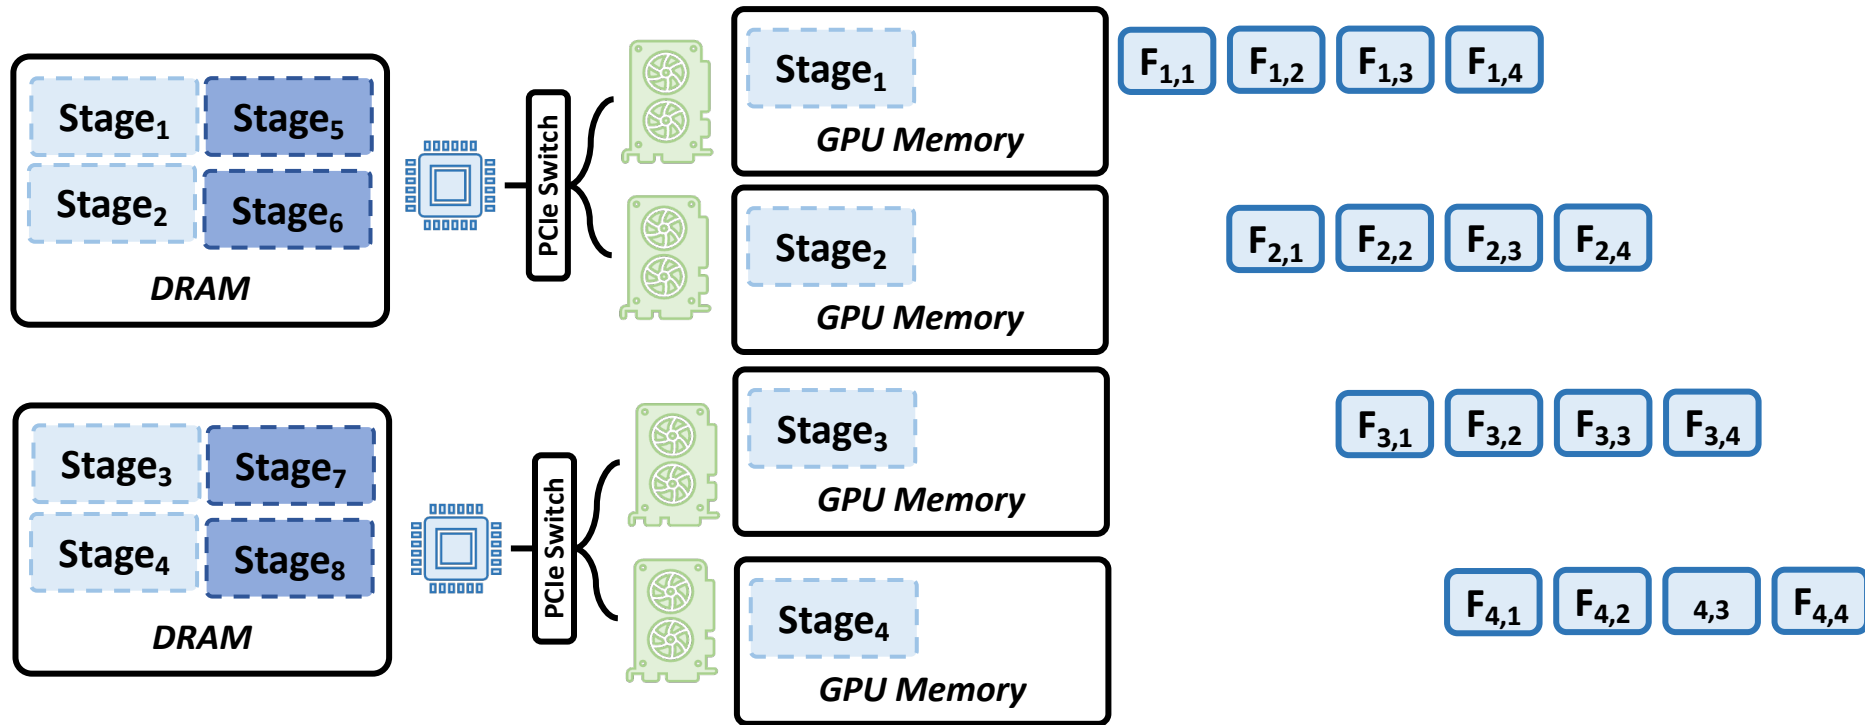 Stage1 Stage5
Stage2 Stage6
DRAM
PCIe Switch
Stage1
GPU Memory
F1,1 F1,2 F1,3 F1,4
Stage2
GPU Memory
F2,1 F2,2 F2,3 F2,4
Stage3 Stage7
Stage4 Stage8
DRAM
PCIe Switch
Stage3
GPU Memory
F3,1 F3,2 F3,3 F3,4
Stage4
GPU Memory
F4,1 F4,2 4,3 F4,4